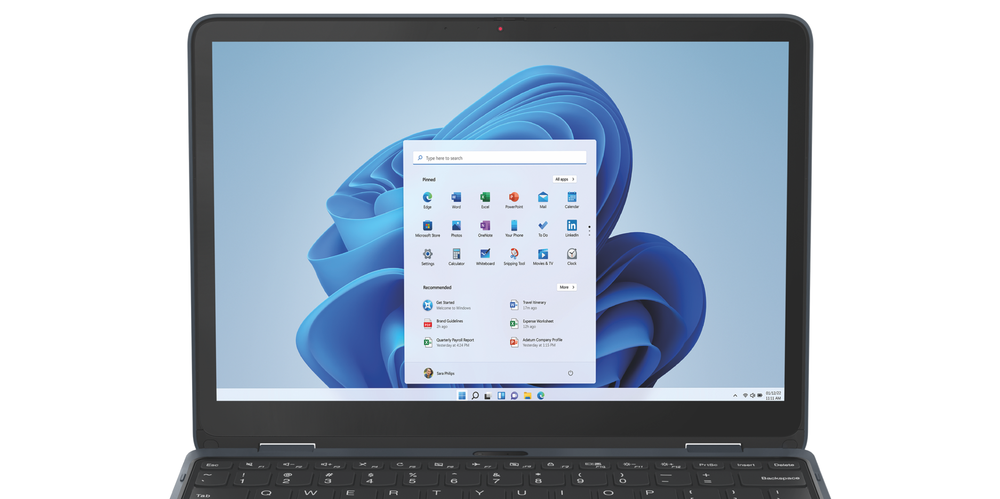 Type here to search
Pinned
All apps >
Edge
Word
Excel
PowerPoint
Mail
Calendar
Microsoft Store
Photos
OneNote
Your Phone
To Do
LinkedIn
Settings
Calculator
Whiteboard
Snipping Tool
Movies & TV
Clock
Recommended
More >
Get Started
Welcome to Windows
Travel Itinerary
17m ago
Brand Guidelines
2h ago
Expense Worksheet
12h ago
Quarterly Payroll Report
Yesterday at 4:24 PM
Adatum Company Profile
Yesterday at 1:15 PM
Sara Philips
01/12/22
11:11 AM
Esc F1 F2 F3 F4 F5 F6 F7 F8 F9 F10 F11 F12 PrtSc Insert Delete
~ ! @ # $ % ^ & * ( ) — +
` 1 2 3 4 5 6 7 8 9 0 - = Backspace
Tab Q W E R T Y U I O P